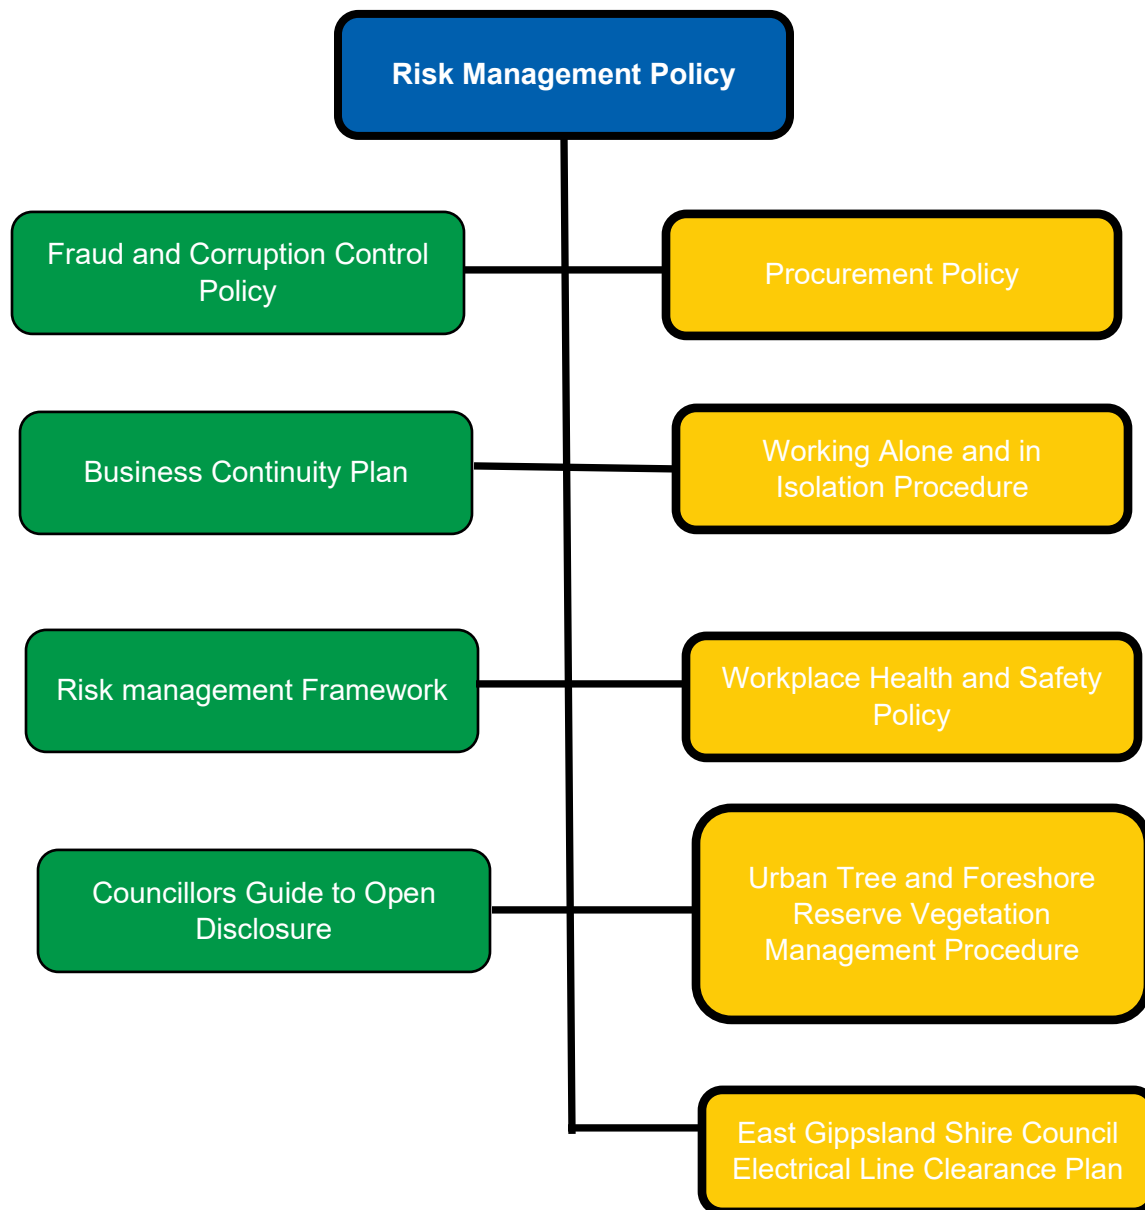 Risk Management Policy
Fraud and Corruption Control
Policy
Procurement Policy
Business Continuity Plan
Working Alone and in
Isolation Procedure
Risk management Framework
Workplace Health and Safety
Policy
Councillors Guide to Open
Disclosure
Urban Tree and Foreshore
Reserve Vegetation
Management Procedure
East Gippsland Shire Council
Electrical Line Clearance Plan